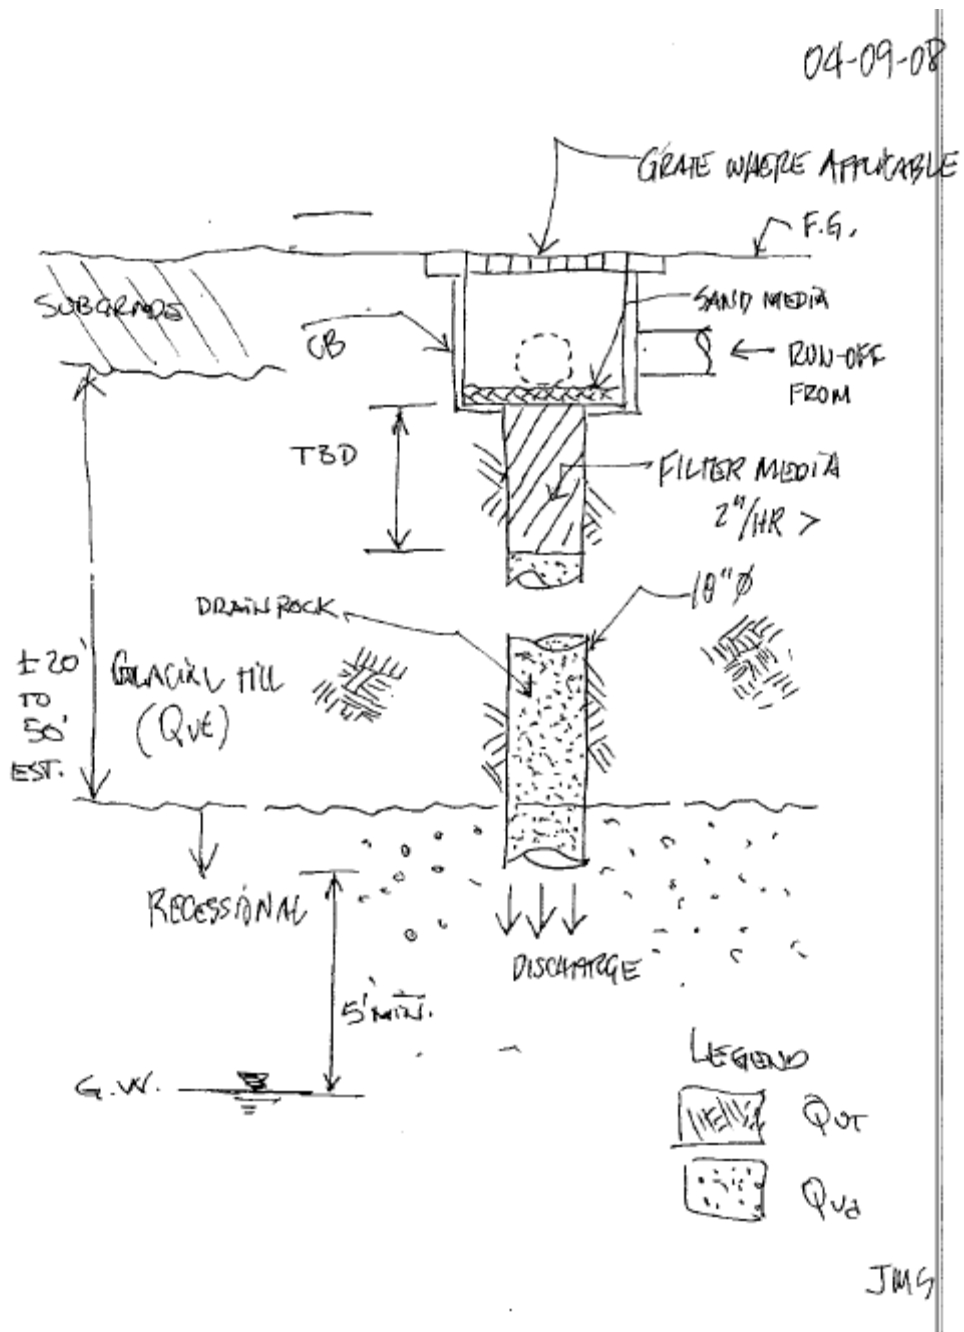 04-09-08
GRATE WHERE APPLICABLE
F.G.
SUBGRADE
SAND MEDIA
CB
RUN-OFF
FROM
TBD
FILTER MEDIA
2"/HR >
18" Ø
DRAIN ROCK
± 20'
TO
50'
EST.
GLACIAL TILL
(Qvt)
RECESSIONAL
DISCHARGE
5' MIN.
G.W.
LEGEND
Qvt
Qva
JMS